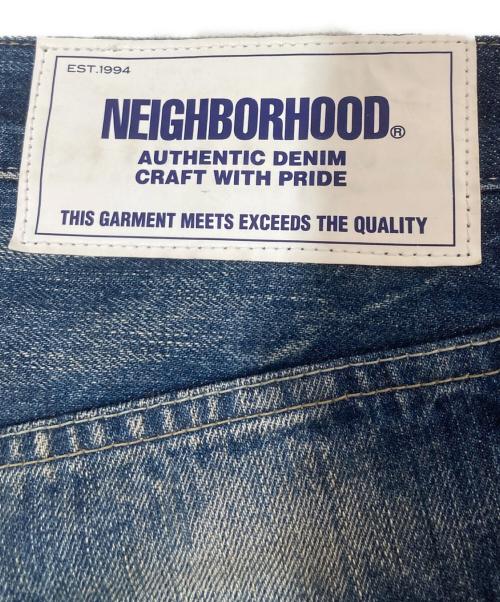 EST.1994
NEIGHBORHOOD®
AUTHENTIC DENIM
CRAFT WITH PRIDE
THIS GARMENT MEETS EXCEEDS THE QUALITY